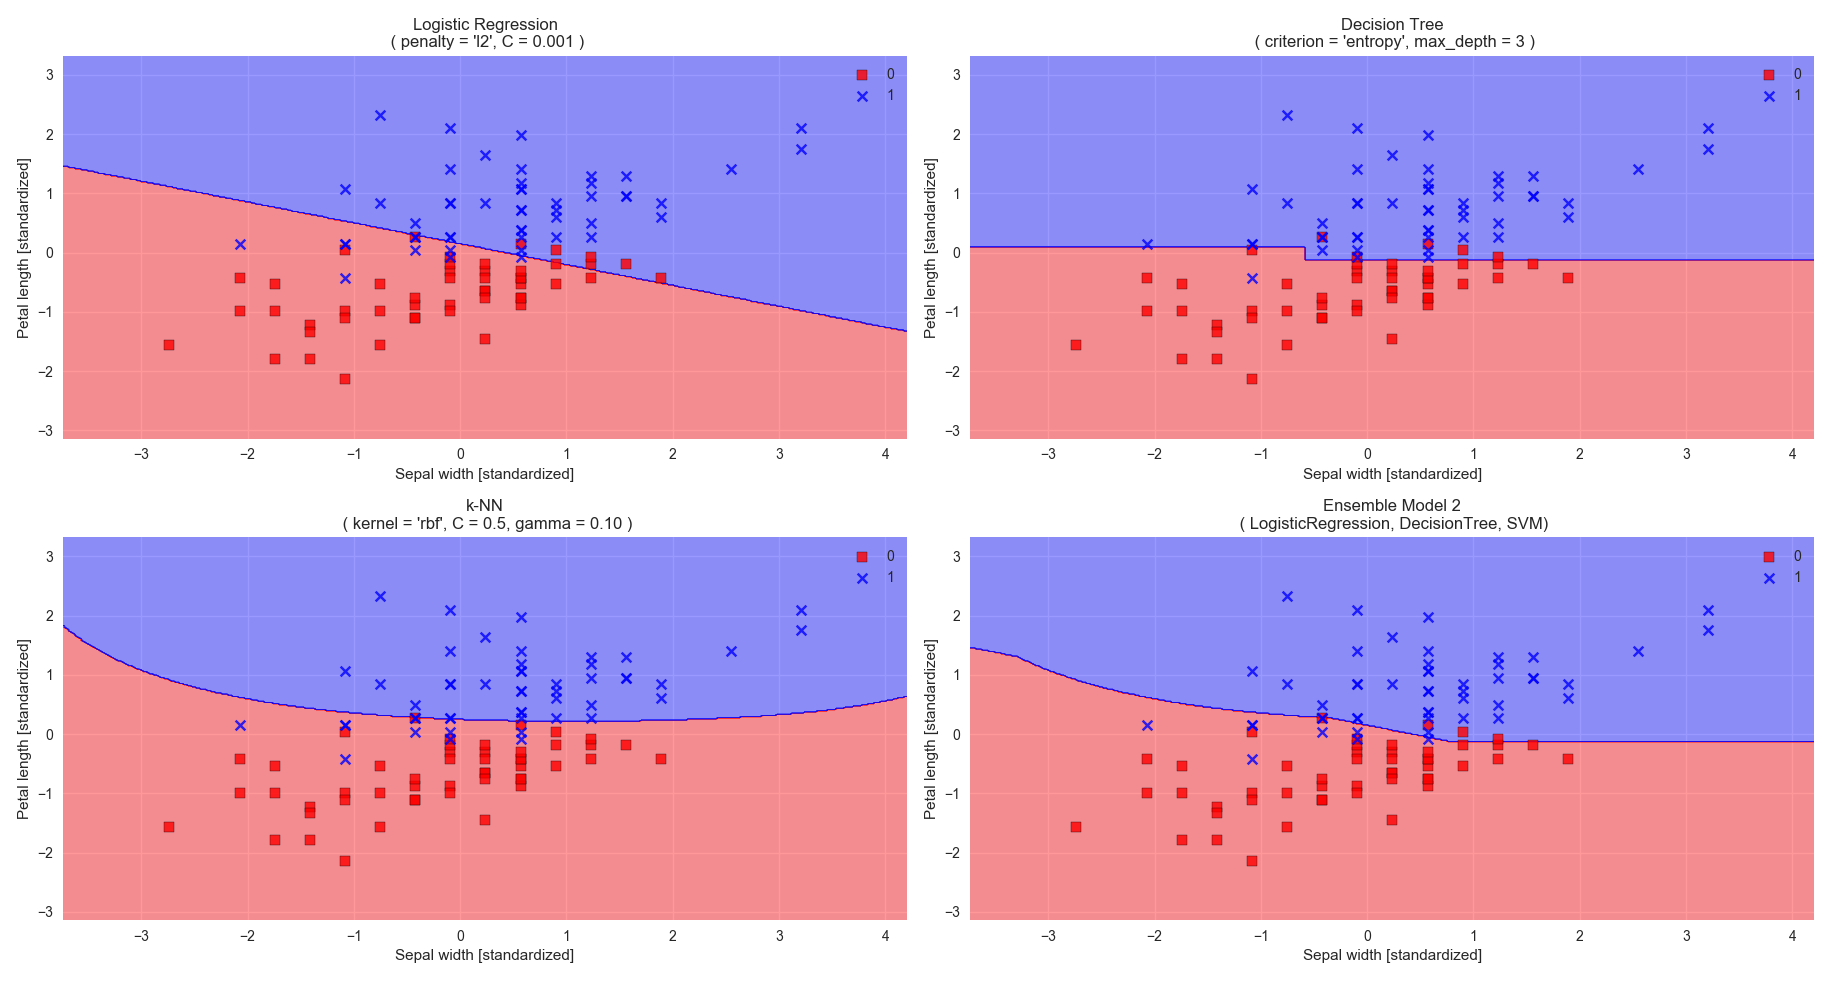 Logistic Regression
( penalty = 'l2', C = 0.001 )
0
1
3
2
1
0
−1
−2
−3
Petal length [standardized]
−3 −2 −1 0 1 2 3 4
Sepal width [standardized]
Decision Tree
( criterion = 'entropy', max_depth = 3 )
0
1
3
2
1
0
−1
−2
−3
Petal length [standardized]
−3 −2 −1 0 1 2 3 4
Sepal width [standardized]
k-NN
( kernel = 'rbf', C = 0.5, gamma = 0.10 )
0
1
3
2
1
0
−1
−2
−3
Petal length [standardized]
−3 −2 −1 0 1 2 3 4
Sepal width [standardized]
Ensemble Model 2
( LogisticRegression, DecisionTree, SVM)
0
1
3
2
1
0
−1
−2
−3
Petal length [standardized]
−3 −2 −1 0 1 2 3 4
Sepal width [standardized]